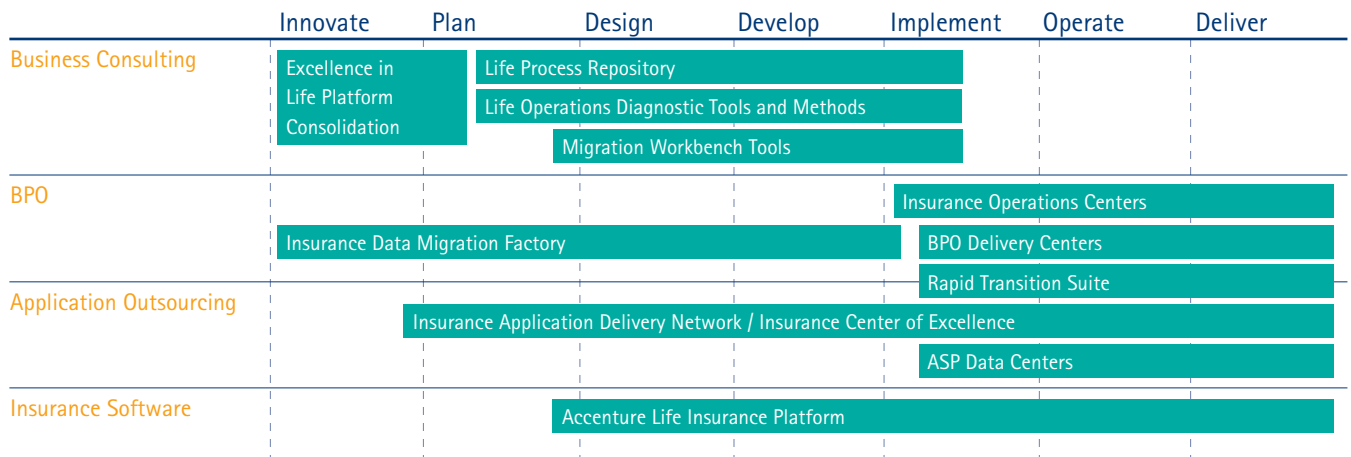 Innovate Plan Design Develop Implement Operate Deliver
Business Consulting
Excellence in
Life Platform
Consolidation
Life Process Repository
Life Operations Diagnostic Tools and Methods
Migration Workbench Tools
BPO
Insurance Operations Centers
Insurance Data Migration Factory
BPO Delivery Centers
Rapid Transition Suite
Application Outsourcing
Insurance Application Delivery Network / Insurance Center of Excellence
ASP Data Centers
Insurance Software
Accenture Life Insurance Platform